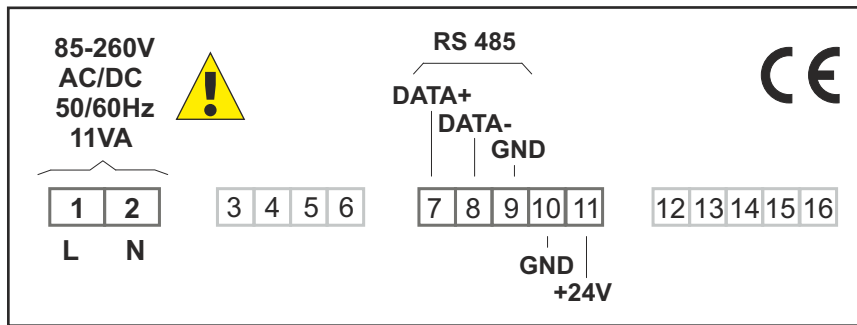 85-260V
AC/DC
50/60Hz
11VA
RS 485
DATA+
DATA-
GND
CE
1 2
3 4 5 6
7 8 9 10 11
12 13 14 15 16
L N
GND
+24V